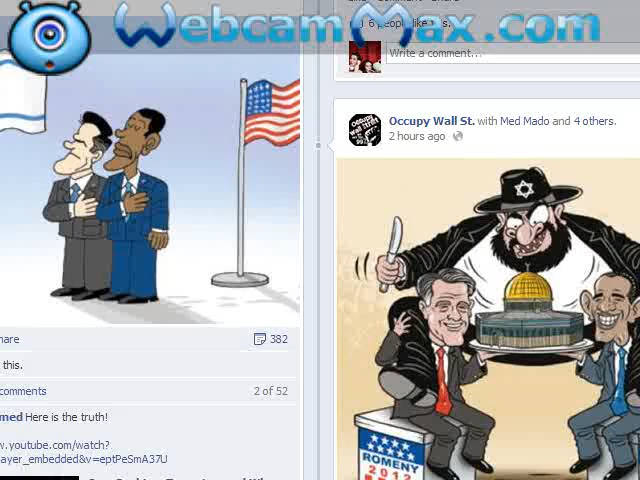 WebcamMax.com
6 people like this.
Write a comment...
Occupy Wall St. with Med Mado and 4 others.
2 hours ago
hare
382
this.
comments
2 of 52
med Here is the truth!
w.youtube.com/watch?
ayer_embedded&v=eptPeSmA37U
ROMENY
2012